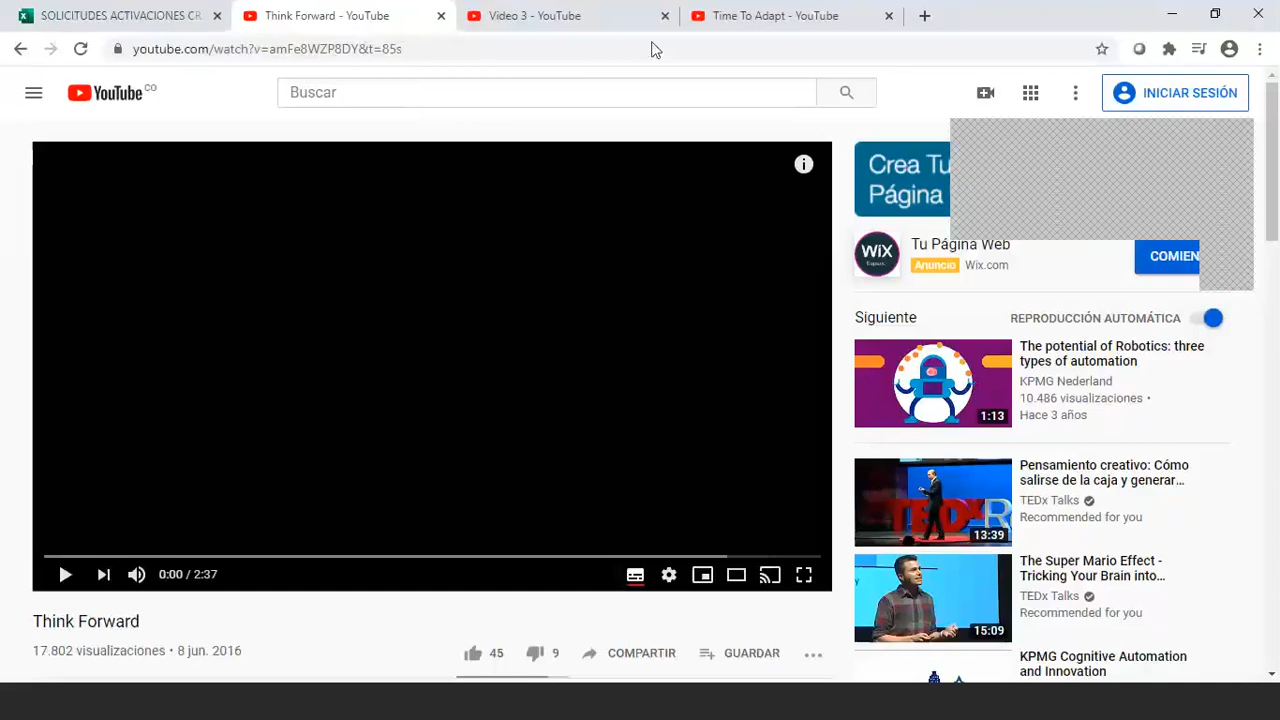 SOLICITUDES ACTIVACIONES CR
Think Forward - YouTube
Video 3 - YouTube
Time To Adapt - YouTube
youtube.com/watch?v=amFe8WZP8DY&t=85s
YouTube CO
Buscar
INICIAR SESIÓN
Crea Tu
Página
WiX
Tu Página Web
Anuncio Wix.com
COMIEN
Siguiente
REPRODUCCIÓN AUTOMÁTICA
The potential of Robotics: three
types of automation
KPMG Nederland
10.486 visualizaciones •
Hace 3 años
1:13
Pensamiento creativo: Cómo
salirse de la caja y generar…
TEDx Talks
Recommended for you
TEDxR
13:39
The Super Mario Effect -
Tricking Your Brain into…
TEDx Talks
Recommended for you
15:09
KPMG Cognitive Automation
and Innovation
0:00 / 2:37
Think Forward
17.802 visualizaciones • 8 jun. 2016
45
9
COMPARTIR
GUARDAR